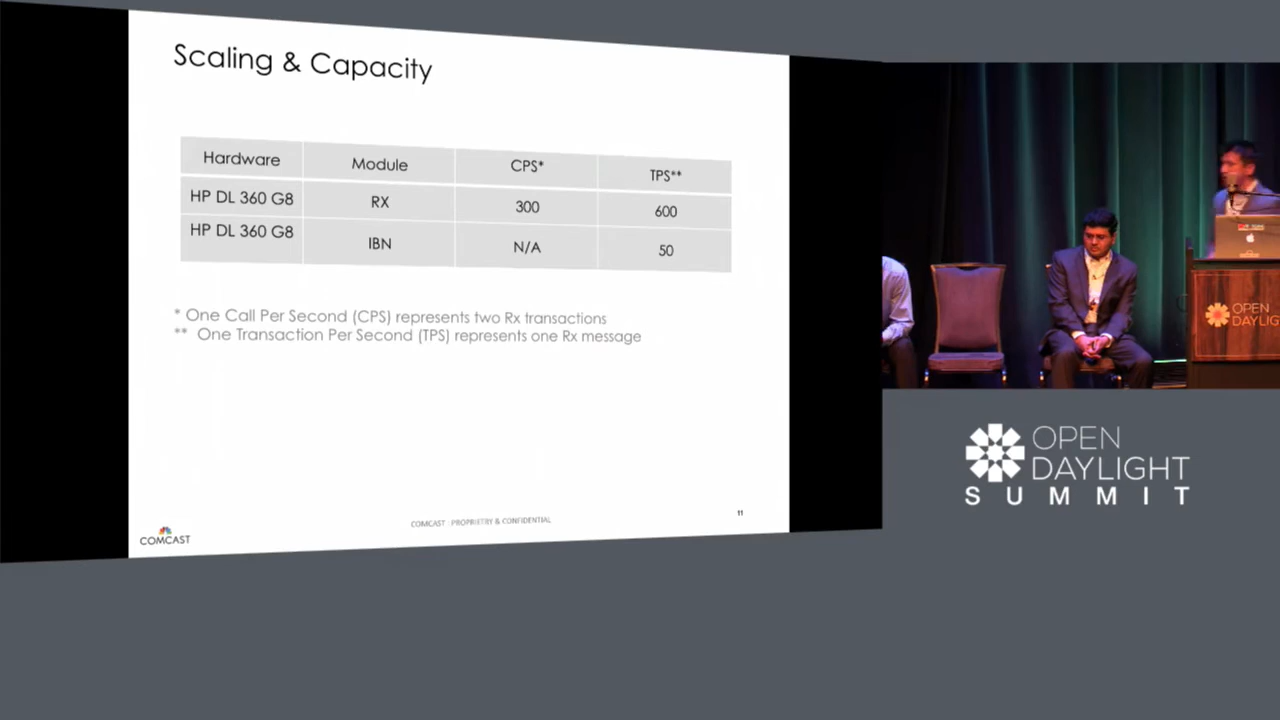 Scaling & Capacity
Hardware Module CPS* TPS**
HP DL 360 G8 RX 300 600
HP DL 360 G8 IBN N/A 50
* One Call Per Second (CPS) represents two Rx transactions
** One Transaction Per Second (TPS) represents one Rx message
COMCAST : PROPRIETRY & CONFIDENTIAL
11
COMCAST
OPEN
DAYLIG
OPEN
DAYLIGHT
SUMMIT